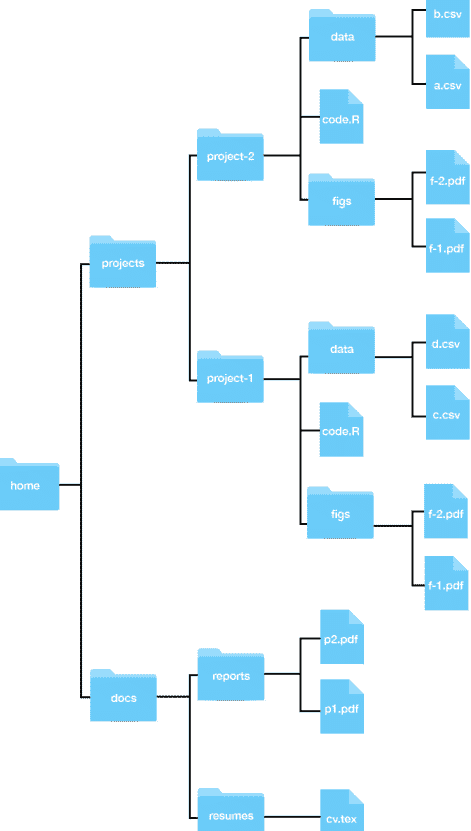 b.csv
data
a.csv
code.R
project-2
f-2.pdf
figs
f-1.pdf
projects
d.csv
data
project-1
c.csv
code.R
home
f-2.pdf
figs
f-1.pdf
p2.pdf
reports
docs
p1.pdf
resumes
cv.tex